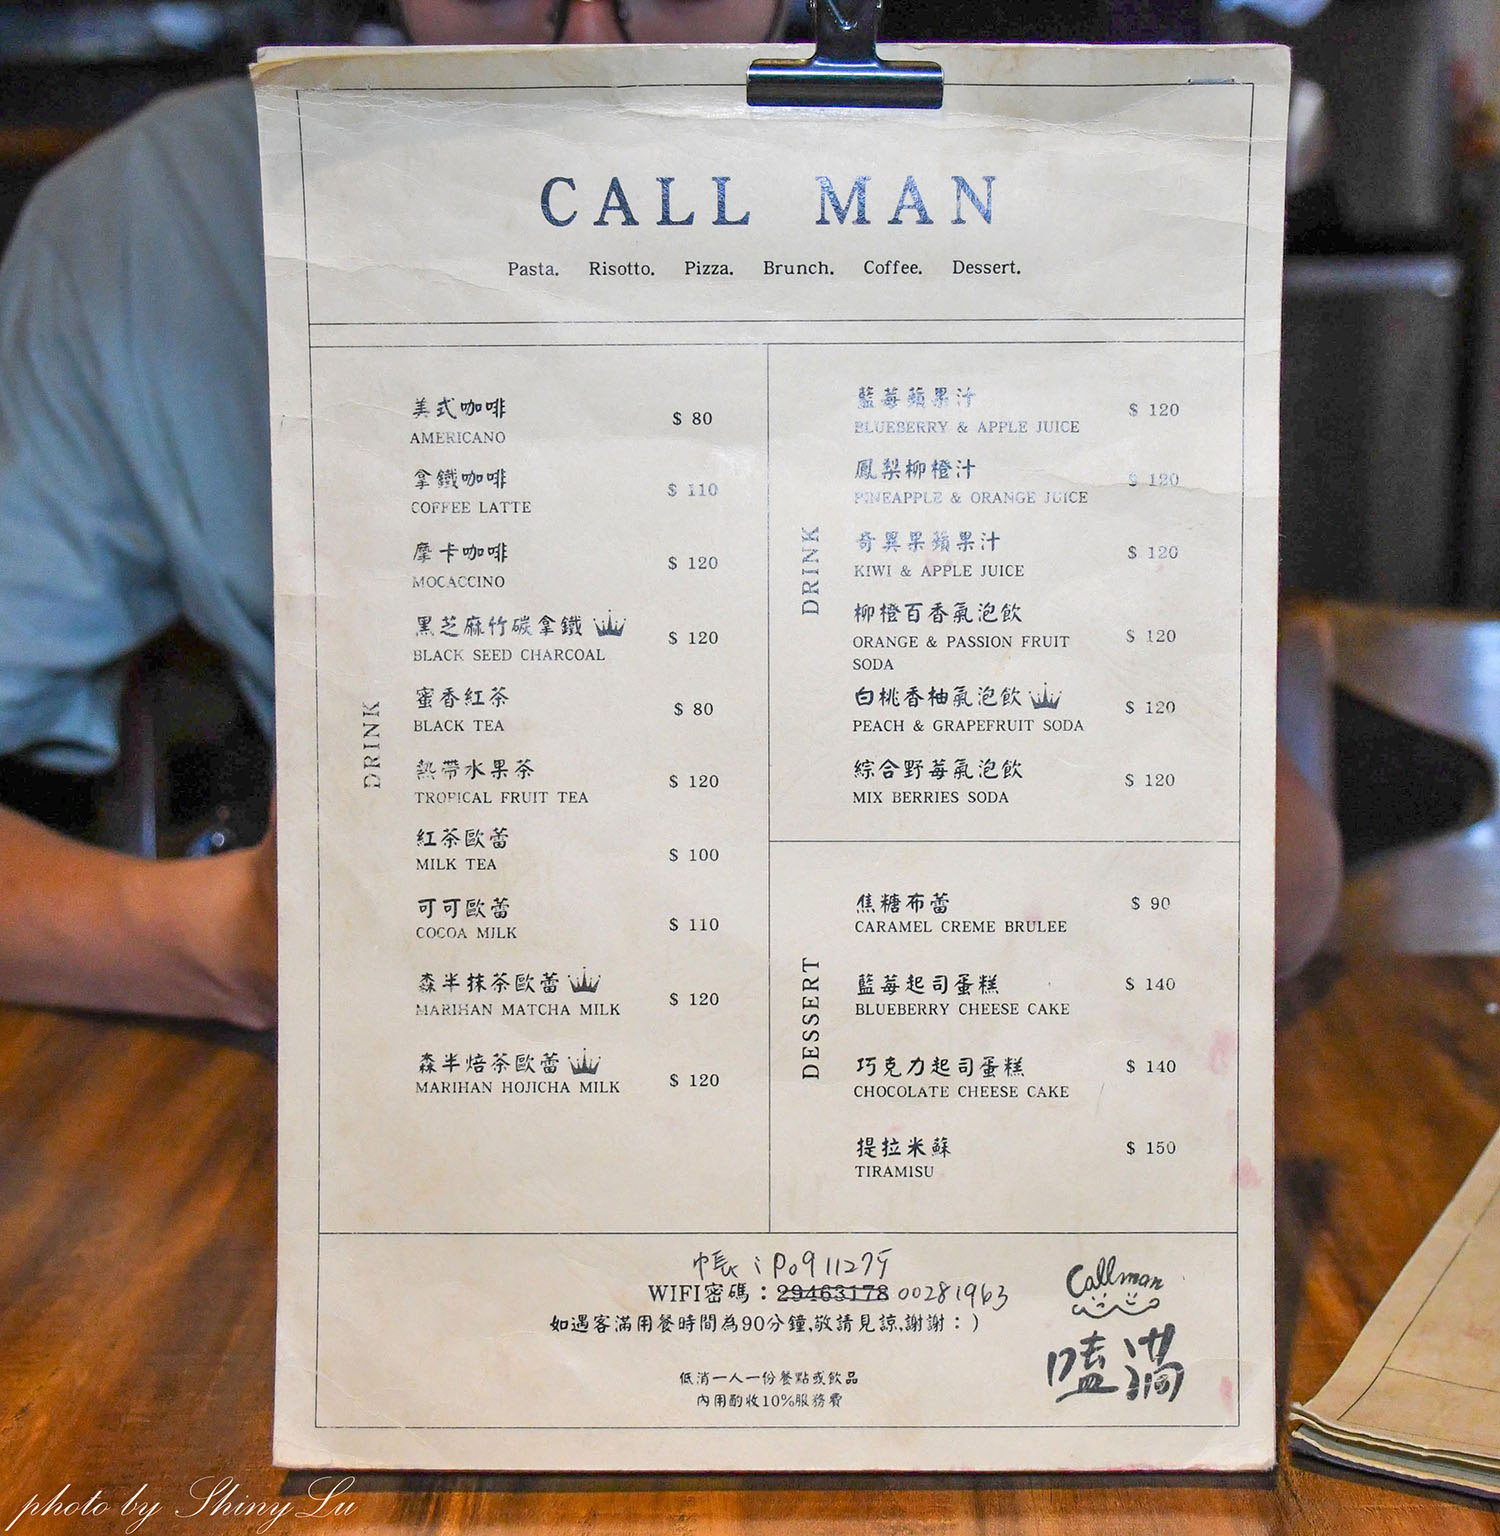 CALL MAN
Pasta. Risotto. Pizza. Brunch. Coffee. Dessert.
DRINK
美式咖啡
AMERICANO
$ 80
拿鐵咖啡
COFFEE LATTE
$ 110
摩卡咖啡
MOCACCINO
$ 120
黑芝麻竹碳拿鐵
BLACK SEED CHARCOAL
$ 120
蜜香紅茶
BLACK TEA
$ 80
熱帶水果茶
TROPICAL FRUIT TEA
$ 120
紅茶歐蕾
MILK TEA
$ 100
可可歐蕾
COCOA MILK
$ 110
森半抹茶歐蕾
MARIHAN MATCHA MILK
$ 120
森半焙茶歐蕾
MARIHAN HOJICHA MILK
$ 120
DRINK
藍莓蘋果汁
BLUEBERRY & APPLE JUICE
$ 120
鳳梨柳橙汁
PINEAPPLE & ORANGE JUICE
$ 120
奇異果蘋果汁
KIWI & APPLE JUICE
$ 120
柳橙百香氣泡飲
ORANGE & PASSION FRUIT
SODA
$ 120
白桃香柚氣泡飲
PEACH & GRAPEFRUIT SODA
$ 120
綜合野莓氣泡飲
MIX BERRIES SODA
$ 120
DESSERT
焦糖布蕾
CARAMEL CREME BRULEE
$ 90
藍莓起司蛋糕
BLUEBERRY CHEESE CAKE
$ 140
巧克力起司蛋糕
CHOCOLATE CHEESE CAKE
$ 140
提拉米蘇
TIRAMISU
$ 150
帳:
WIFI密碼:29463178 00281963
如遇客滿用餐時間為90分鐘,敬請見諒,謝謝:)
低消一人一份餐點或飲品
內用酌收10%服務費
Callman
嗑滿
photo by Shiny Lu